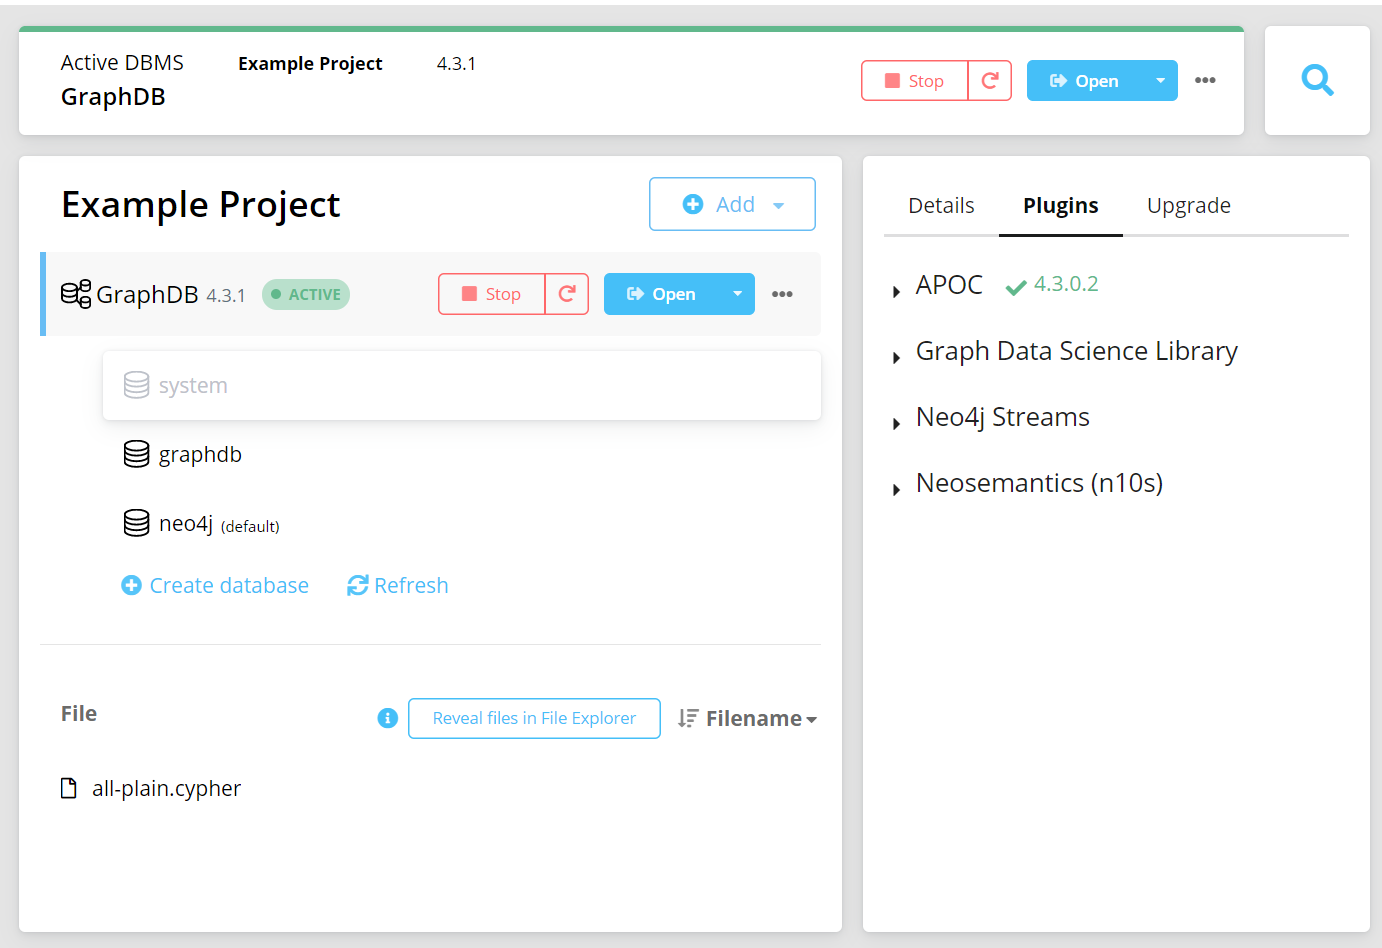 Active DBMS Example Project 4.3.1
GraphDB
Stop Open
Example Project
Add
GraphDB 4.3.1 ACTIVE Stop Open
system
graphdb
neo4j (default)
Create database Refresh
File
Reveal files in File Explorer Filename
all-plain.cypher
Details Plugins Upgrade
APOC 4.3.0.2
Graph Data Science Library
Neo4j Streams
Neosemantics (n10s)